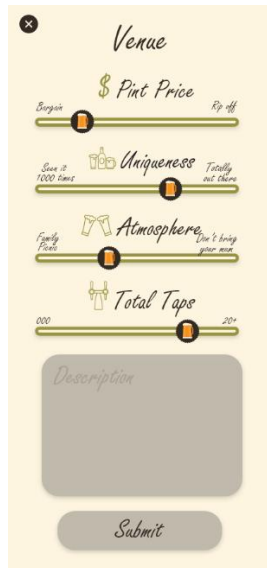 Venue
$ Pint Price
Bargain
Rip off
Uniqueness
Seen it
1000 times
Totally
out there
Atmosphere
Family
Picnic
Don't bring
your mum
Total Taps
000
20+
Description
Submit